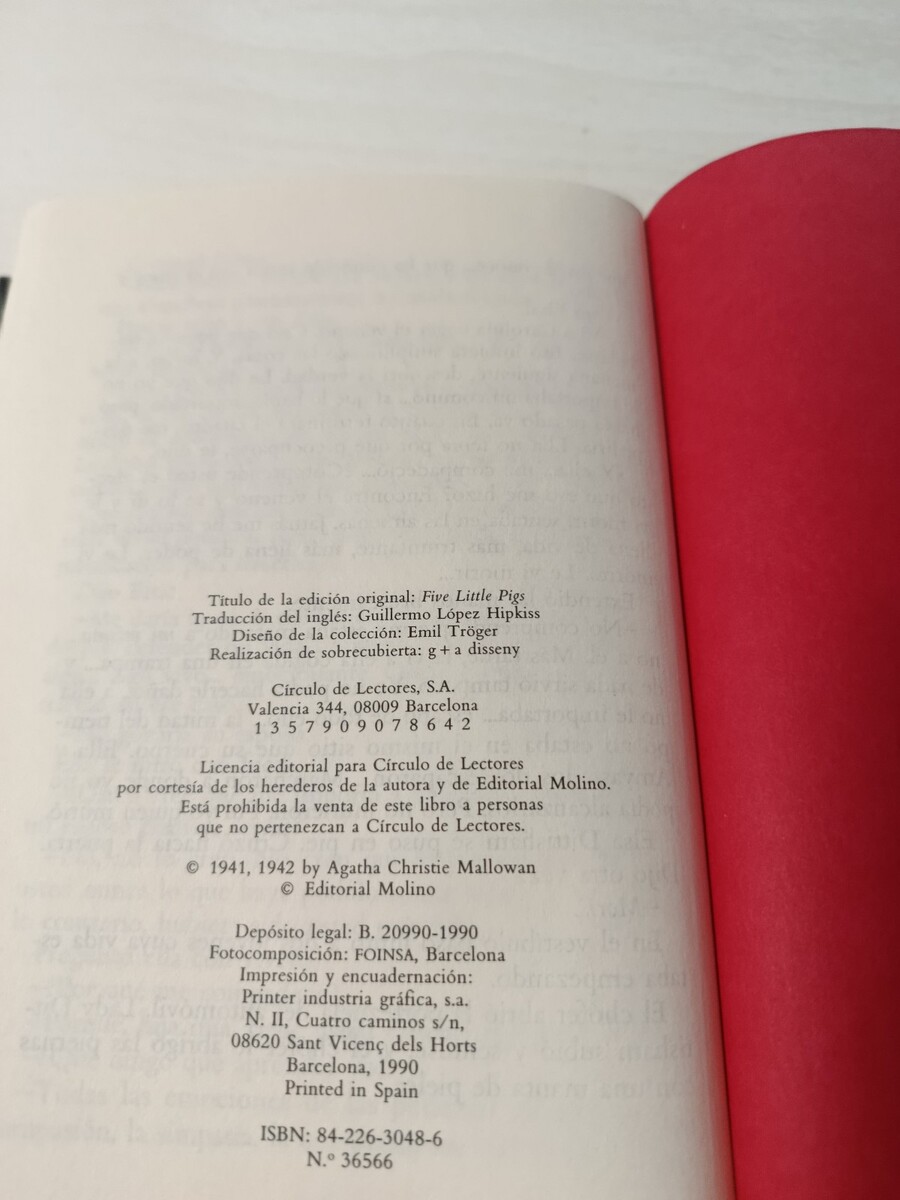 Título de la edición original: Five Little Pigs
Traducción del inglés: Guillermo López Hipkiss
Diseño de la colección: Emil Tröger
Realización de sobrecubierta: g + a disseny
Círculo de Lectores, S.A.
Valencia 344, 08009 Barcelona
1 3 5 7 9 0 9 0 7 8 6 4 2
Licencia editorial para Círculo de Lectores
por cortesía de los herederos de la autora y de Editorial Molino.
Está prohibida la venta de este libro a personas
que no pertenezcan a Círculo de Lectores.
© 1941, 1942 by Agatha Christie Mallowan
© Editorial Molino
Depósito legal: B. 20990-1990
Fotocomposición: FOINSA, Barcelona
Impresión y encuadernación:
Printer industria gráfica, s.a.
N. II, Cuatro caminos s/n,
08620 Sant Vicenç dels Horts
Barcelona, 1990
Printed in Spain
ISBN: 84-226-3048-6
N.º 36566